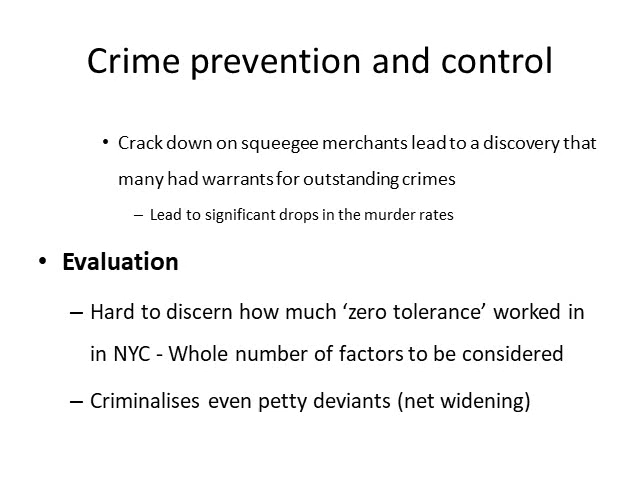 Crime prevention and control
• Crack down on squeegee merchants lead to a discovery that
many had warrants for outstanding crimes
– Lead to significant drops in the murder rates
• Evaluation
– Hard to discern how much ‘zero tolerance’ worked in
in NYC - Whole number of factors to be considered
– Criminalises even petty deviants (net widening)